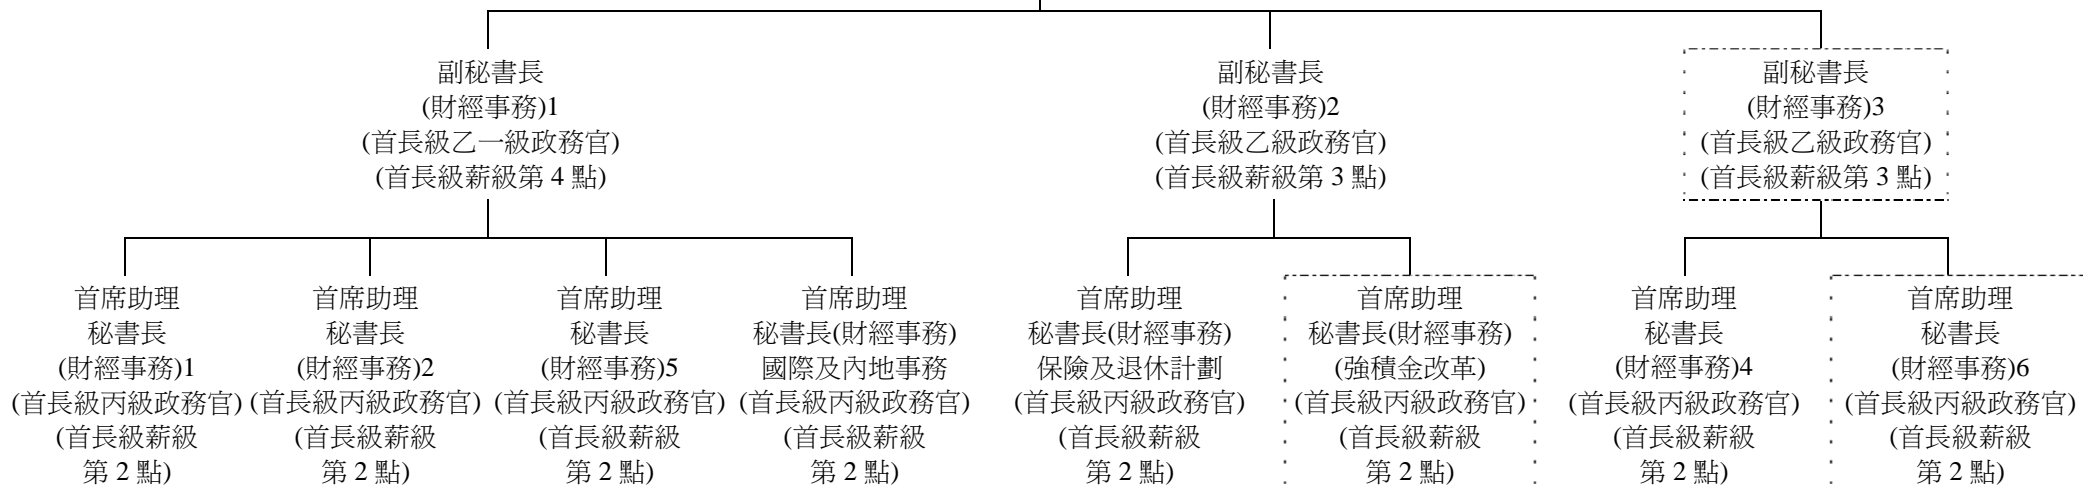 副秘書長
(財經事務)1
(首長級乙一級政務官)
(首長級薪級第 4 點)
副秘書長
(財經事務)2
(首長級乙級政務官)
(首長級薪級第 3 點)
副秘書長
(財經事務)3
(首長級乙級政務官)
(首長級薪級第 3 點)
首席助理
秘書長
(財經事務)1
(首長級丙級政務官)
(首長級薪級
第 2 點)
首席助理
秘書長
(財經事務)2
(首長級丙級政務官)
(首長級薪級
第 2 點)
首席助理
秘書長
(財經事務)5
(首長級丙級政務官)
(首長級薪級
第 2 點)
首席助理
秘書長(財經事務)
國際及內地事務
(首長級丙級政務官)
(首長級薪級
第 2 點)
首席助理
秘書長(財經事務)
保險及退休計劃
(首長級丙級政務官)
(首長級薪級
第 2 點)
首席助理
秘書長(財經事務)
(強積金改革)
(首長級丙級政務官)
(首長級薪級
第 2 點)
首席助理
秘書長
(財經事務)4
(首長級丙級政務官)
(首長級薪級
第 2 點)
首席助理
秘書長
(財經事務)6
(首長級丙級政務官)
(首長級薪級
第 2 點)